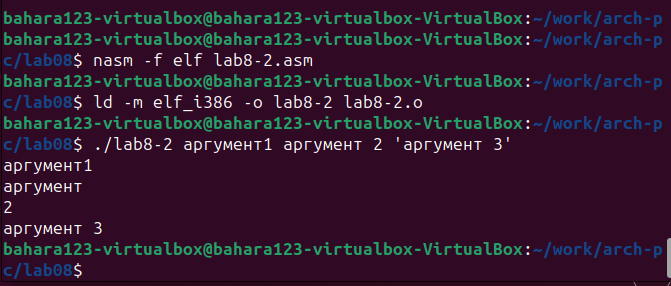 bahara123-virtualbox@bahara123-virtualbox-VirtualBox:~/work/arch-p
bahara123-virtualbox@bahara123-virtualbox-VirtualBox:~/work/arch-p
c/lab08$ nasm -f elf lab8-2.asm
bahara123-virtualbox@bahara123-virtualbox-VirtualBox:~/work/arch-p
c/lab08$ ld -m elf_i386 -o lab8-2 lab8-2.o
bahara123-virtualbox@bahara123-virtualbox-VirtualBox:~/work/arch-p
c/lab08$ ./lab8-2 аргумент1 аргумент 2 'аргумент 3'
аргумент1
аргумент
2
аргумент 3
bahara123-virtualbox@bahara123-virtualbox-VirtualBox:~/work/arch-p
c/lab08$